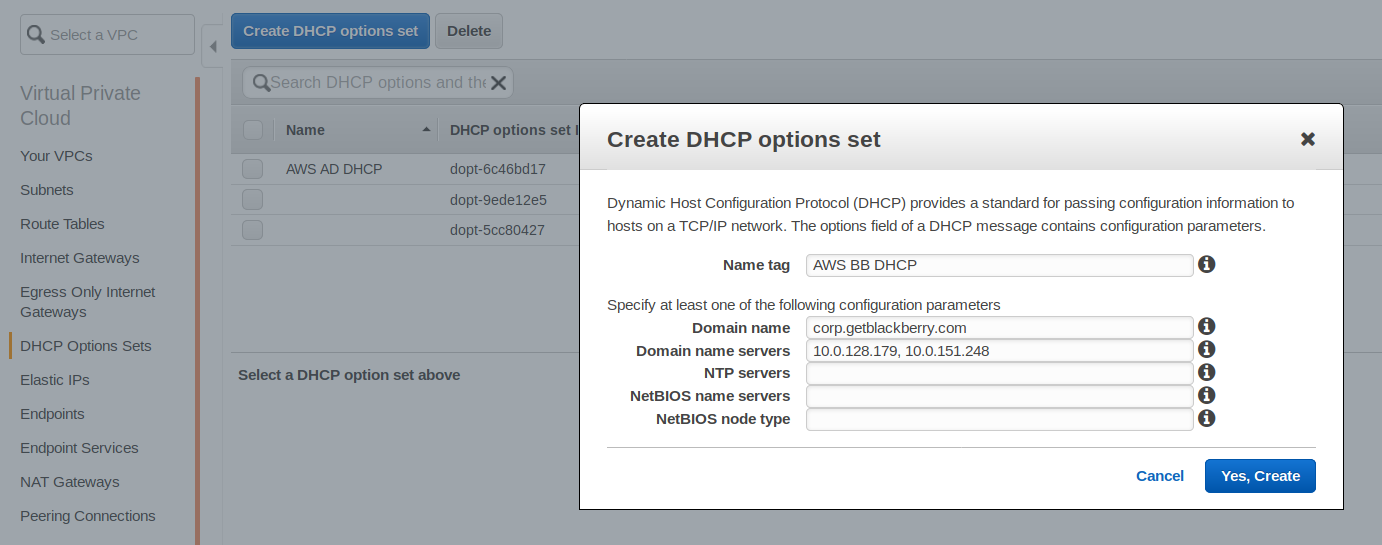 Select a VPC
Virtual Private
Cloud
Your VPCs
Subnets
Route Tables
Internet Gateways
Egress Only Internet
Gateways
DHCP Options Sets
Elastic IPs
Endpoints
Endpoint Services
NAT Gateways
Peering Connections
Create DHCP options set Delete
Search DHCP options and the
Name DHCP options set I
AWS AD DHCP dopt-6c46bd17
dopt-9ede12e5
dopt-5cc80427
Select a DHCP option set above
Create DHCP options set
Dynamic Host Configuration Protocol (DHCP) provides a standard for passing configuration information to
hosts on a TCP/IP network. The options field of a DHCP message contains configuration parameters.
Name tag AWS BB DHCP
Specify at least one of the following configuration parameters
Domain name corp.getblackberry.com
Domain name servers 10.0.128.179, 10.0.151.248
NTP servers
NetBIOS name servers
NetBIOS node type
Cancel Yes, Create